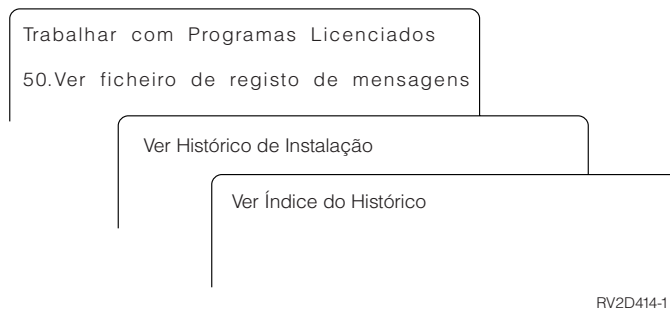 Trabalhar com Programas Licenciados
50.Ver ficheiro de registo de mensagens
Ver Histórico de Instalação
Ver Índice do Histórico
RV2D414-1